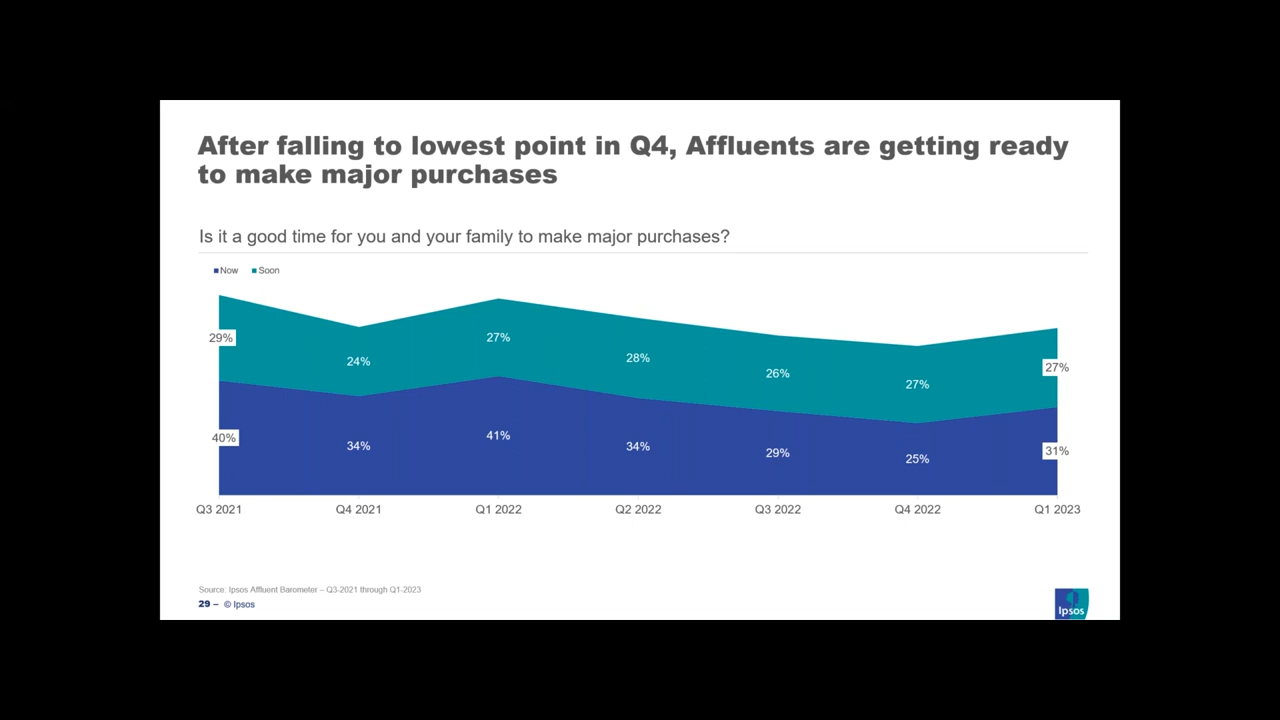 After falling to lowest point in Q4, Affluents are getting ready
to make major purchases
Is it a good time for you and your family to make major purchases?
Now Soon
29% 24% 27% 28% 26% 27% 27%
40% 34% 41% 34% 29% 25% 31%
Q3 2021 Q4 2021 Q1 2022 Q2 2022 Q3 2022 Q4 2022 Q1 2023
Source: Ipsos Affluent Barometer – Q3-2021 through Q1-2023
29 – © Ipsos
Ipsos